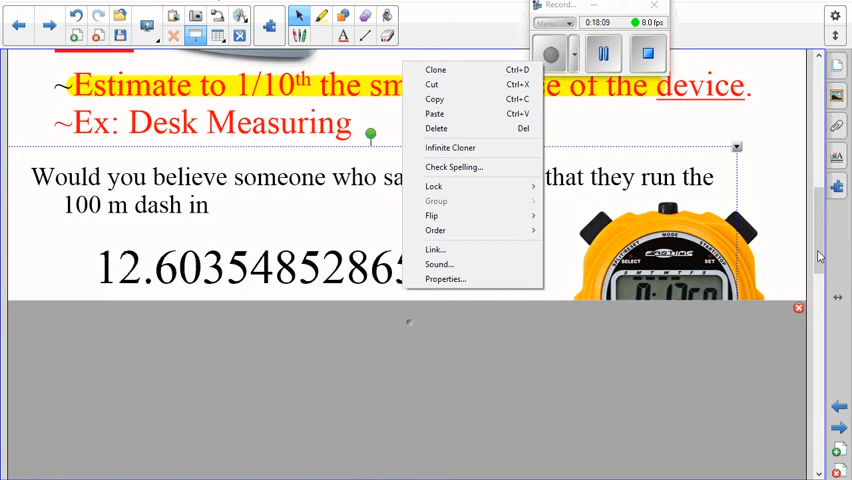 Record...
Menu
0:18:09
8.0 fps
~Estimate to 1/10th the sm ce of the device.
~Ex: Desk Measuring
Clone Ctrl+D
Cut Ctrl+X
Copy Ctrl+C
Paste Ctrl+V
Delete Del
Infinite Cloner
Check Spelling...
Lock
Group
Flip
Order
Link...
Sound...
Properties...
Would you believe someone who sa that they run the
100 m dash in
12.60354852865
MODE
SELECT
SET